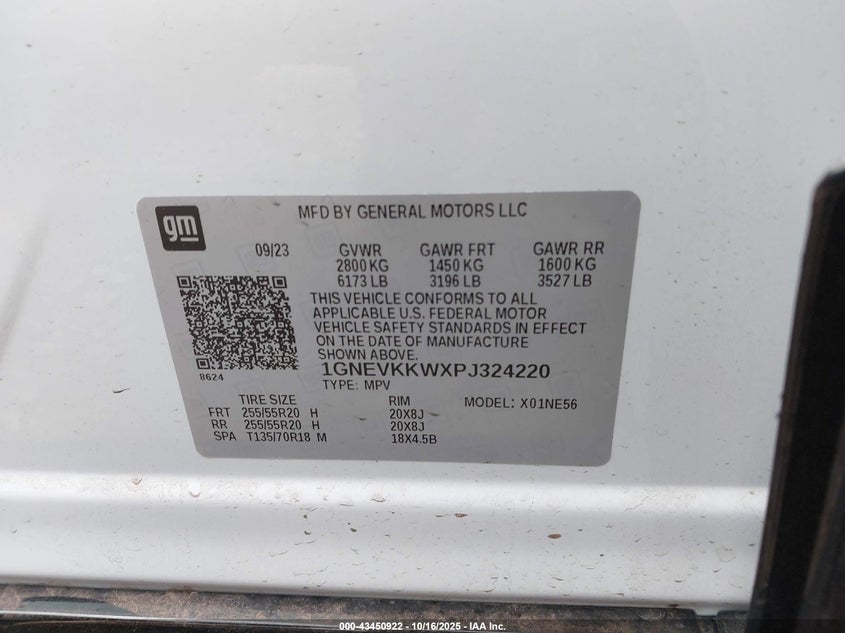 gm
MFD BY GENERAL MOTORS LLC
09/23 GVWR GAWR FRT GAWR RR
2800 KG 1450 KG 1600 KG
6173 LB 3196 LB 3527 LB
THIS VEHICLE CONFORMS TO ALL
APPLICABLE U.S. FEDERAL MOTOR
VEHICLE SAFETY STANDARDS IN EFFECT
ON THE DATE OF MANUFACTURE
SHOWN ABOVE.
8624
1GNEVKKWXPJ324220
TYPE: MPV
TIRE SIZE RIM MODEL: X01NE56
FRT 255/55R20 H 20X8J
RR 255/55R20 H 20X8J
SPA T135/70R18 M 18X4.5B
000-43450922 - 10/16/2025 - IAA Inc.